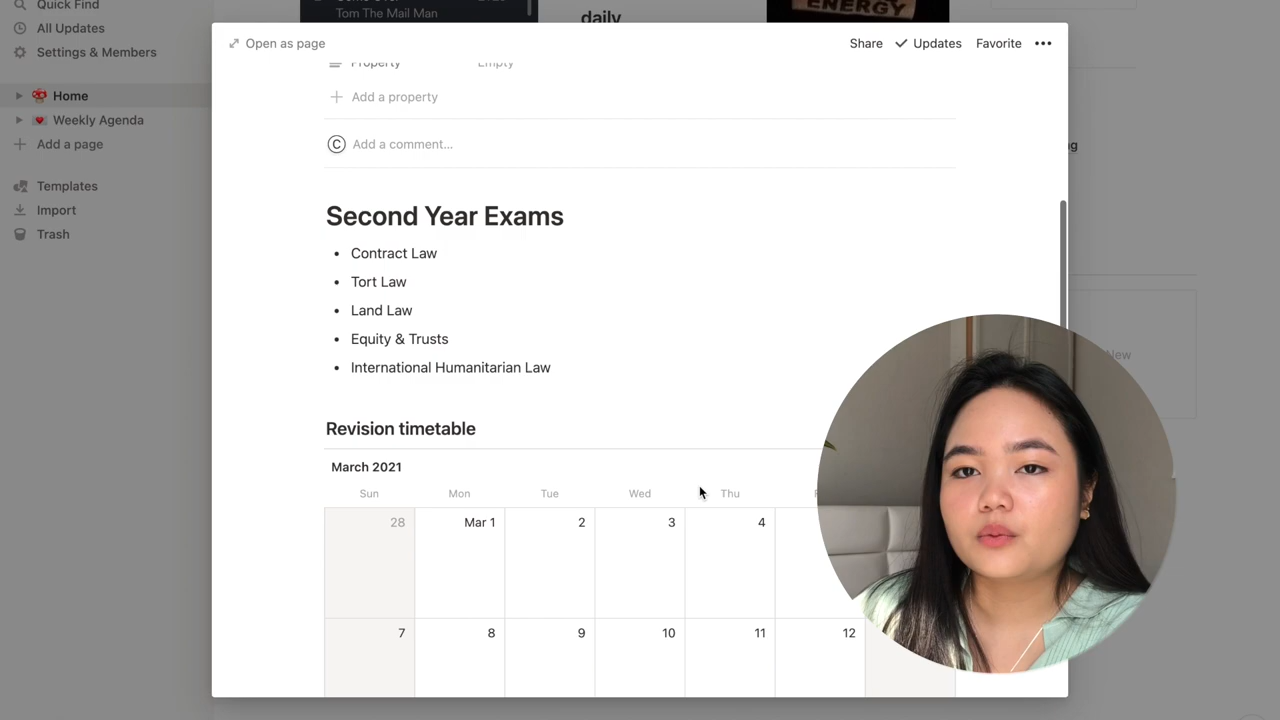 Quick Find
All Updates
Settings & Members
Home
Weekly Agenda
Add a page
Templates
Import
Trash
Tom The Mail Man
daily
ENERGY
Open as page
Share
Updates
Favorite
•••
Property
Empty
Add a property
C
Add a comment...
Second Year Exams
• Contract Law
• Tort Law
• Land Law
• Equity & Trusts
• International Humanitarian Law
Revision timetable
March 2021
Sun Mon Tue Wed Thu
28 Mar 1 2 3 4
7 8 9 10 11 12
New